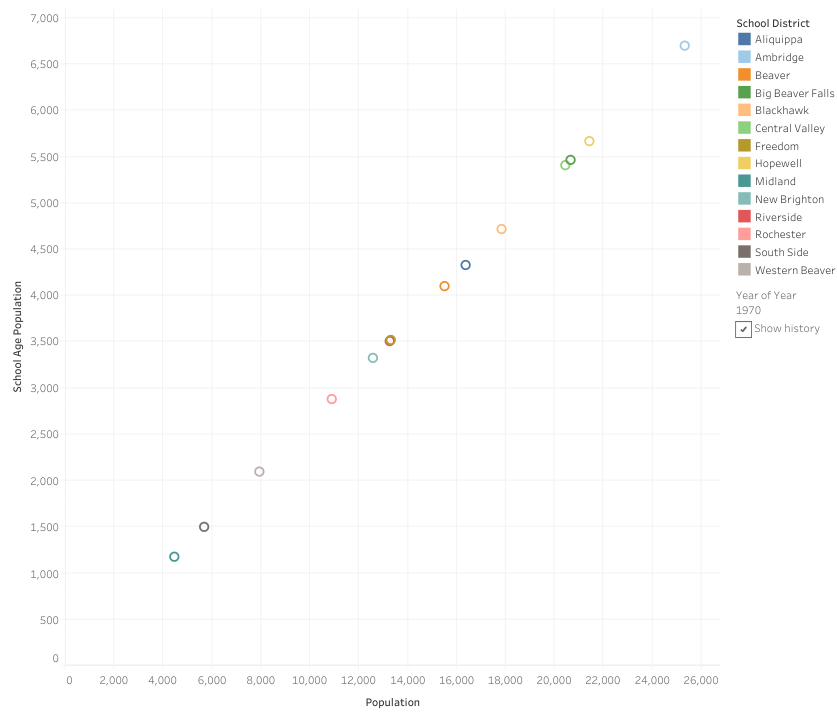 7,000
6,500
6,000
5,500
5,000
4,500
4,000
3,500
3,000
2,500
2,000
1,500
1,000
500
0
School Age Population
0 2,000 4,000 6,000 8,000 10,000 12,000 14,000 16,000 18,000 20,000 22,000 24,000 26,000
Population
School District
Aliquippa
Ambridge
Beaver
Big Beaver Falls
Blackhawk
Central Valley
Freedom
Hopewell
Midland
New Brighton
Riverside
Rochester
South Side
Western Beaver
Year of Year
1970
Show history